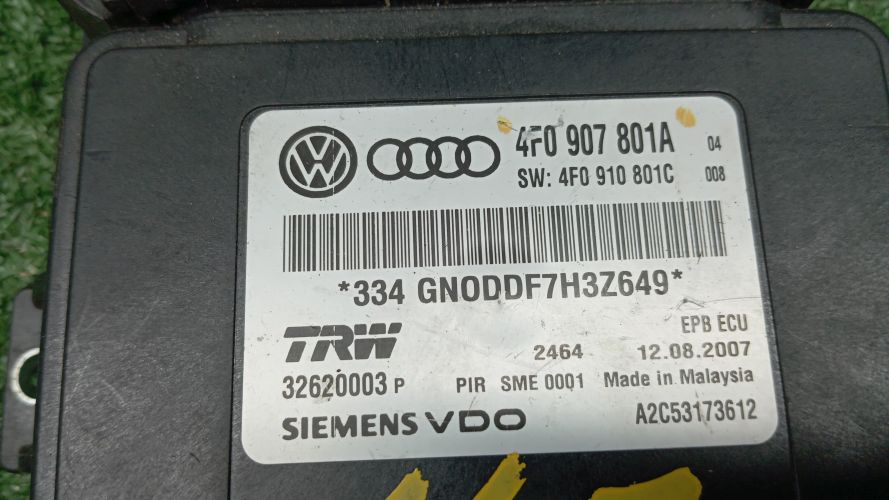 4F0 907 801A 04
SW: 4F0 910 801C 008
*334 GNODDF7H3Z649*
TRW EPB ECU
2464 12.08.2007
32620003 P PIR SME 0001 Made in Malaysia
SIEMENS VDO A2C53173612